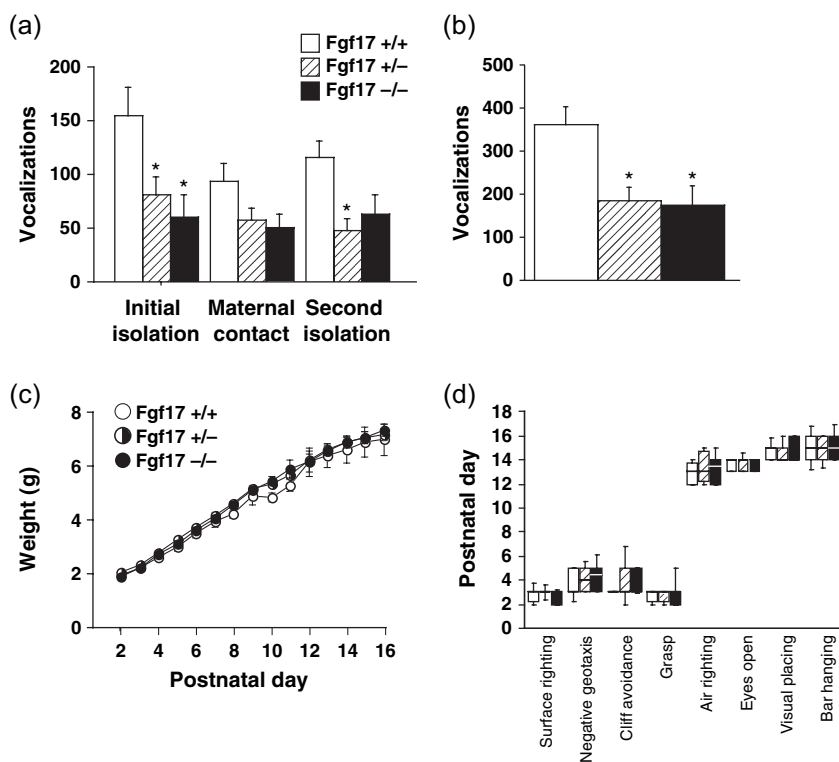 (a)
Fgf17 +/+
Fgf17 +/–
Fgf17 –/–
Vocalizations
200
150
100
50
0
*
*
*
Initial isolation
Maternal contact
Second isolation
(b)
Vocalizations
500
400
300
200
100
0
*
*
(c)
Fgf17 +/+
Fgf17 +/–
Fgf17 –/–
Weight (g)
8
6
4
2
0
2 4 6 8 10 12 14 16
Postnatal day
(d)
Postnatal day
18
16
14
12
10
8
6
4
2
0
Surface righting
Negative geotaxis
Cliff avoidance
Grasp
Air righting
Eyes open
Visual placing
Bar hanging